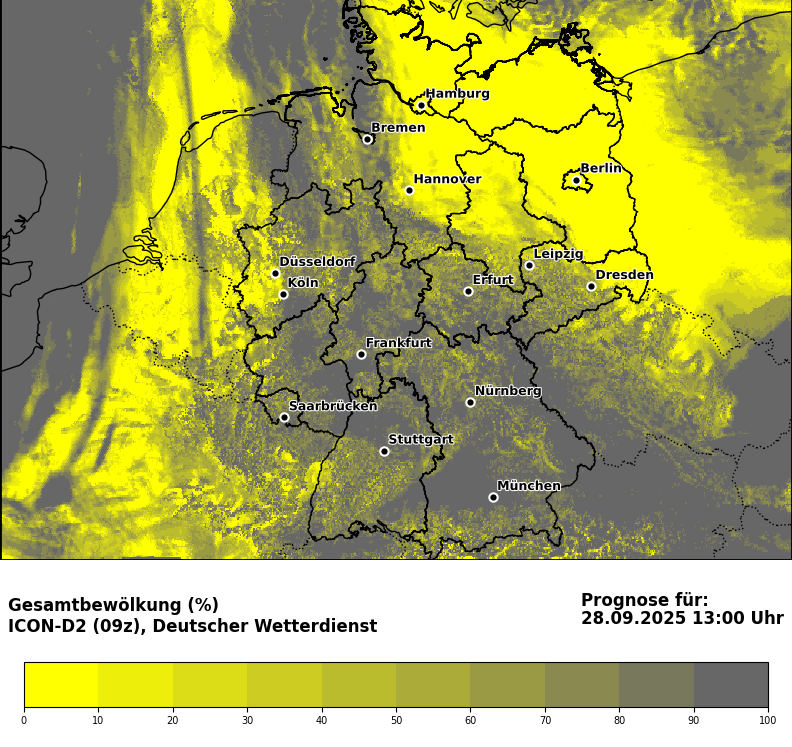 Hamburg
Bremen
Berlin
Hannover
Leipzig
Düsseldorf
Dresden
Erfurt
Köln
Frankfurt
Nürnberg
Saarbrücken
Stuttgart
München
Gesamtbewölkung (%)
ICON-D2 (09z), Deutscher Wetterdienst
Prognose für:
28.09.2025 13:00 Uhr
0 10 20 30 40 50 60 70 80 90 100